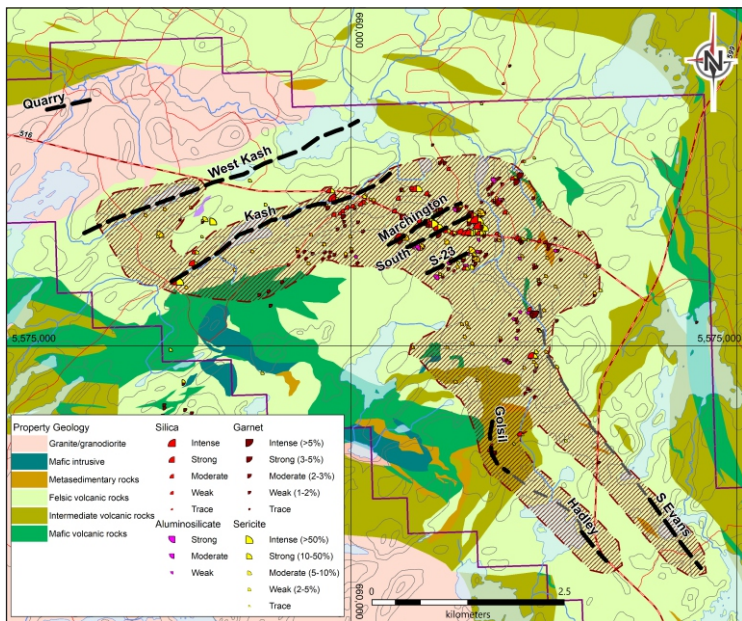 660,000
N
599
Quarry
516
West Kash
Kash
Marchington
South
S-23
5,575,000
5,575,000
Golsil
Hadley
S Evans
Property Geology
Granite/granodiorite
Mafic intrusive
Metasedimentary rocks
Felsic volcanic rocks
Intermediate volcanic rocks
Mafic volcanic rocks
Silica
Intense
Strong
Moderate
Weak
Trace
Aluminosilicate
Strong
Moderate
Weak
Garnet
Intense (>5%)
Strong (3-5%)
Moderate (2-3%)
Weak (1-2%)
Trace
Sericite
Intense (>50%)
Strong (10-50%)
Moderate (5-10%)
Weak (2-5%)
Trace
660,000
0 2.5
kilometers